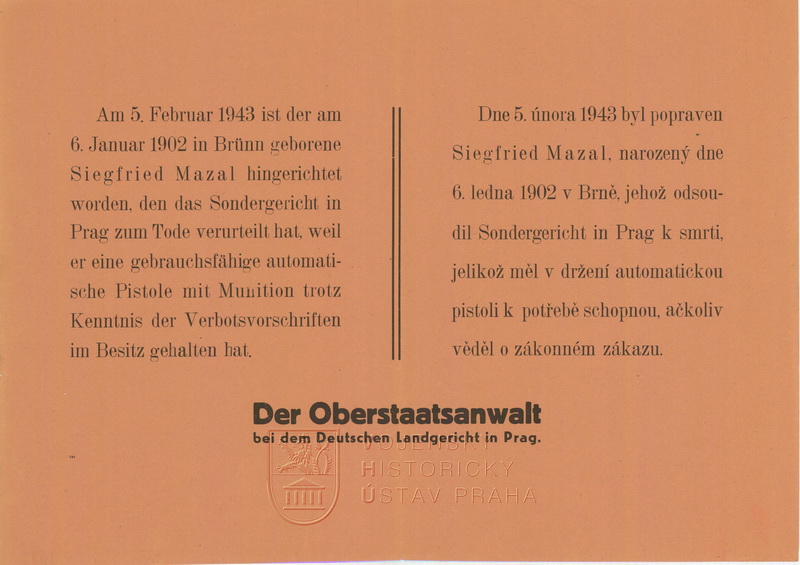 Am 5. Februar 1943 ist der am
6. Januar 1902 in Brünn geborene
Siegfried Mazal hingerichtet
worden, den das Sondergericht in
Prag zum Tode verurteilt hat, weil
er eine gebrauchsfähige automati-
sche Pistole mit Munition trotz
Kenntnis der Verbotsvorschriften
im Besitz gehalten hat.
Dne 5. února 1943 byl popraven
Siegfried Mazal, narozený dne
6. ledna 1902 v Brně, jehož odsou-
dil Sondergericht in Prag k smrti,
jelikož měl v držení automatickou
pistoli k potřebě schopnou, ačkoliv
věděl o zákonném zákazu.
Der Oberstaatsanwalt
bei dem Deutschen Landgericht in Prag.
VOJENSKÝ
HISTORICKÝ
ÚSTAV PRAHA